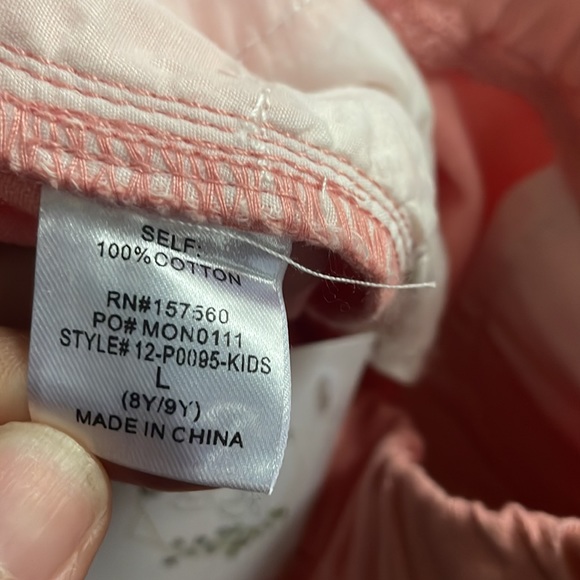 SELF:
100%COTTON
RN#157560
PO# MON0111
STYLE# 12-P0095-KIDS
L
(8Y/9Y)
MADE IN CHINA